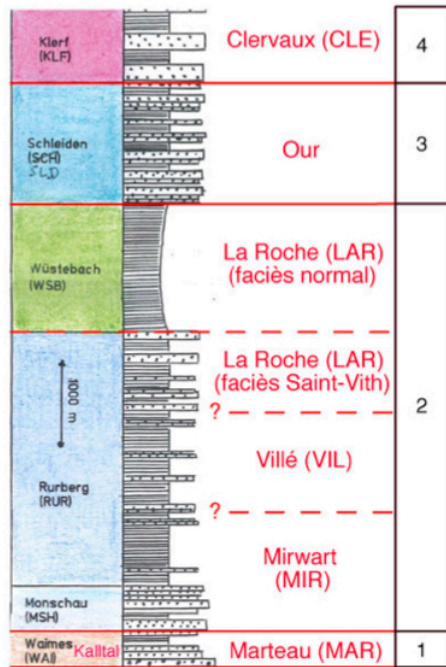 Klerf
(KLF)
Clervaux (CLE)
4
Schleiden
(SCH)
SLD
Our
3
Wüstebach
(WSB)
La Roche (LAR)
(faciès normal)
2
1000 m
La Roche (LAR)
(faciès Saint-Vith)
?
Villé (VIL)
Rurberg
(RUR)
?
Mirwart
(MIR)
Monschau
(MSH)
Waimes
(WAI)
Kalltal
Marteau (MAR)
1